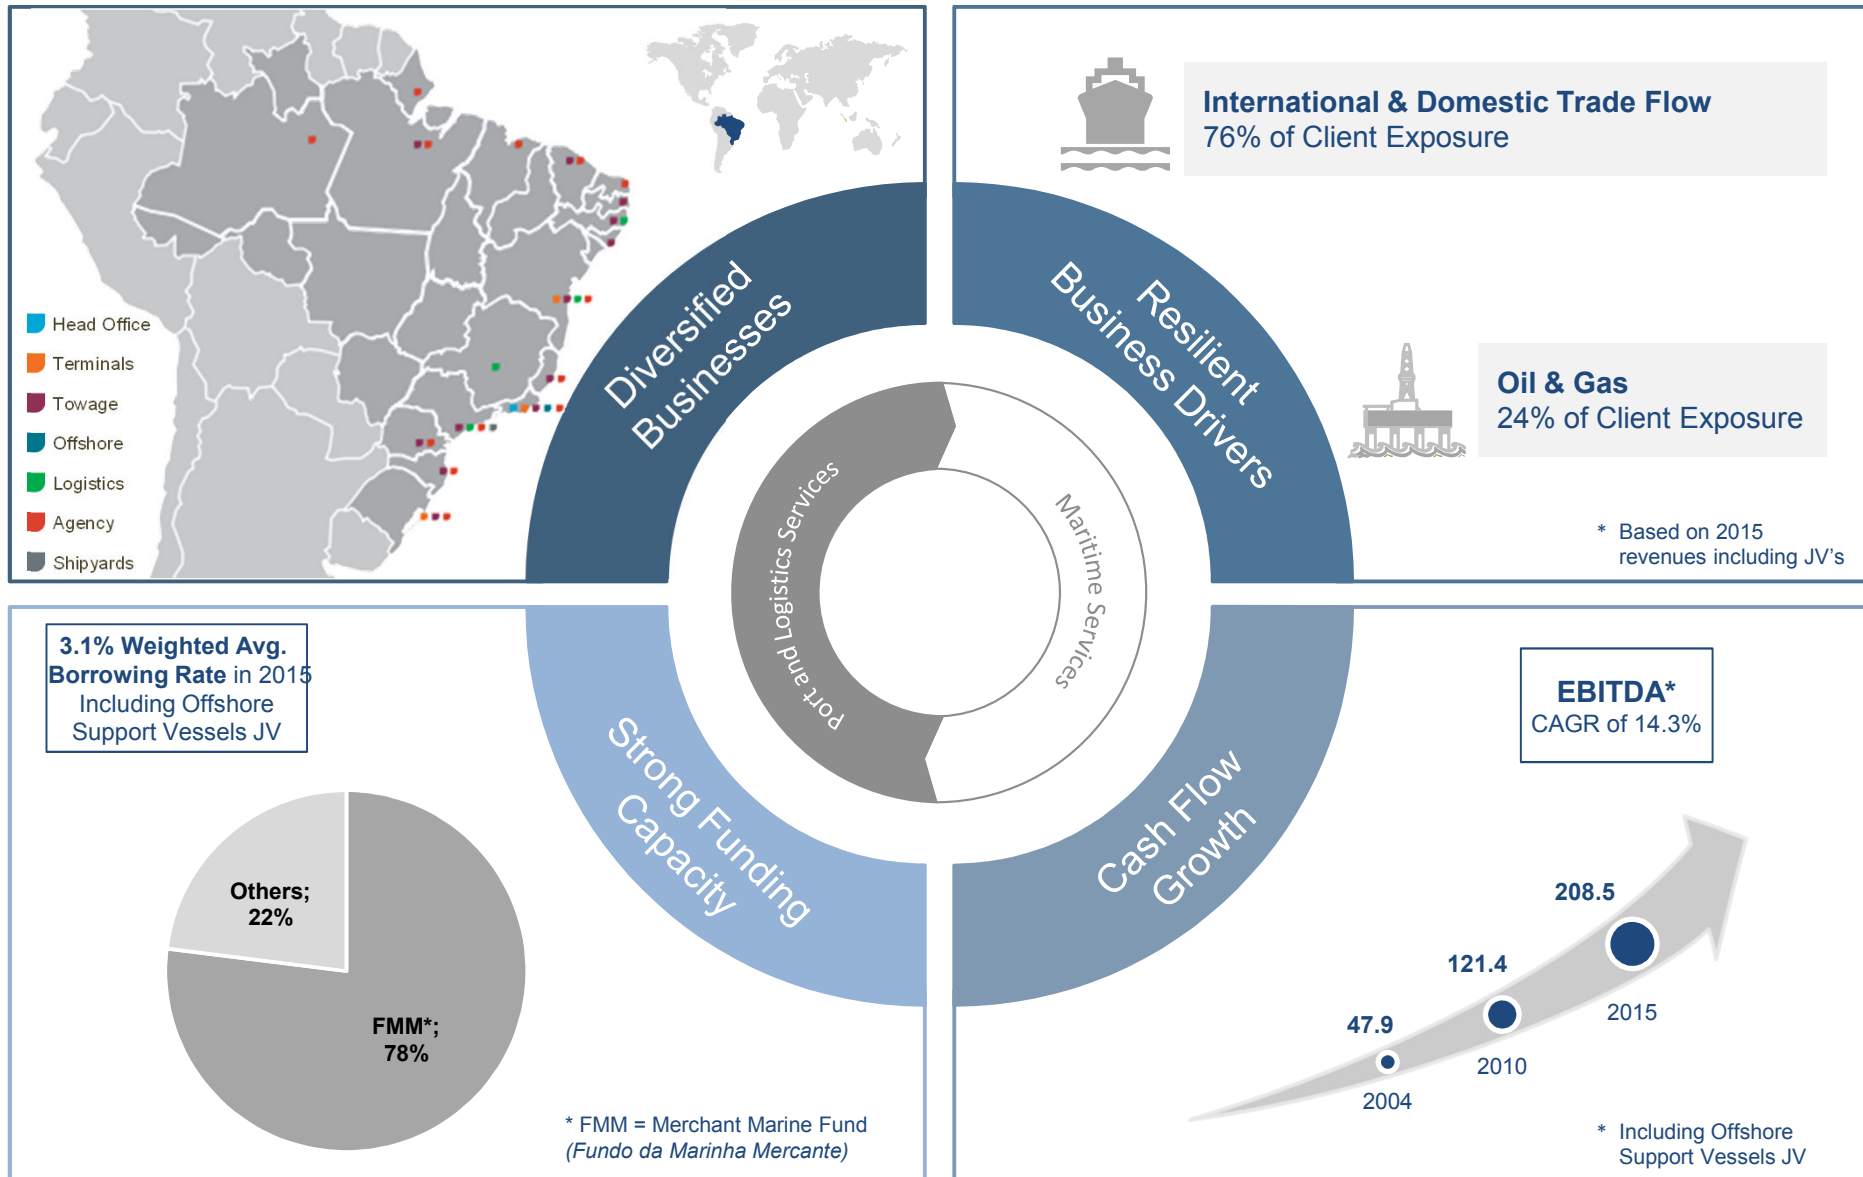 Head Office
Terminals
Towage
Offshore
Logistics
Agency
Shipyards
Diversified
Businesses
International & Domestic Trade Flow
76% of Client Exposure
Oil & Gas
24% of Client Exposure
* Based on 2015
revenues including JV's
Resilient
Business Drivers
Port and Logistics Services
Maritime Services
3.1% Weighted Avg.
Borrowing Rate in 2015
Including Offshore
Support Vessels JV
Others;
22%
FMM*;
78%
* FMM = Merchant Marine Fund
(Fundo da Marinha Mercante)
Strong Funding
Capacity
Cash Flow
Growth
EBITDA*
CAGR of 14.3%
208.5
121.4
47.9
2015
2010
2004
* Including Offshore
Support Vessels JV